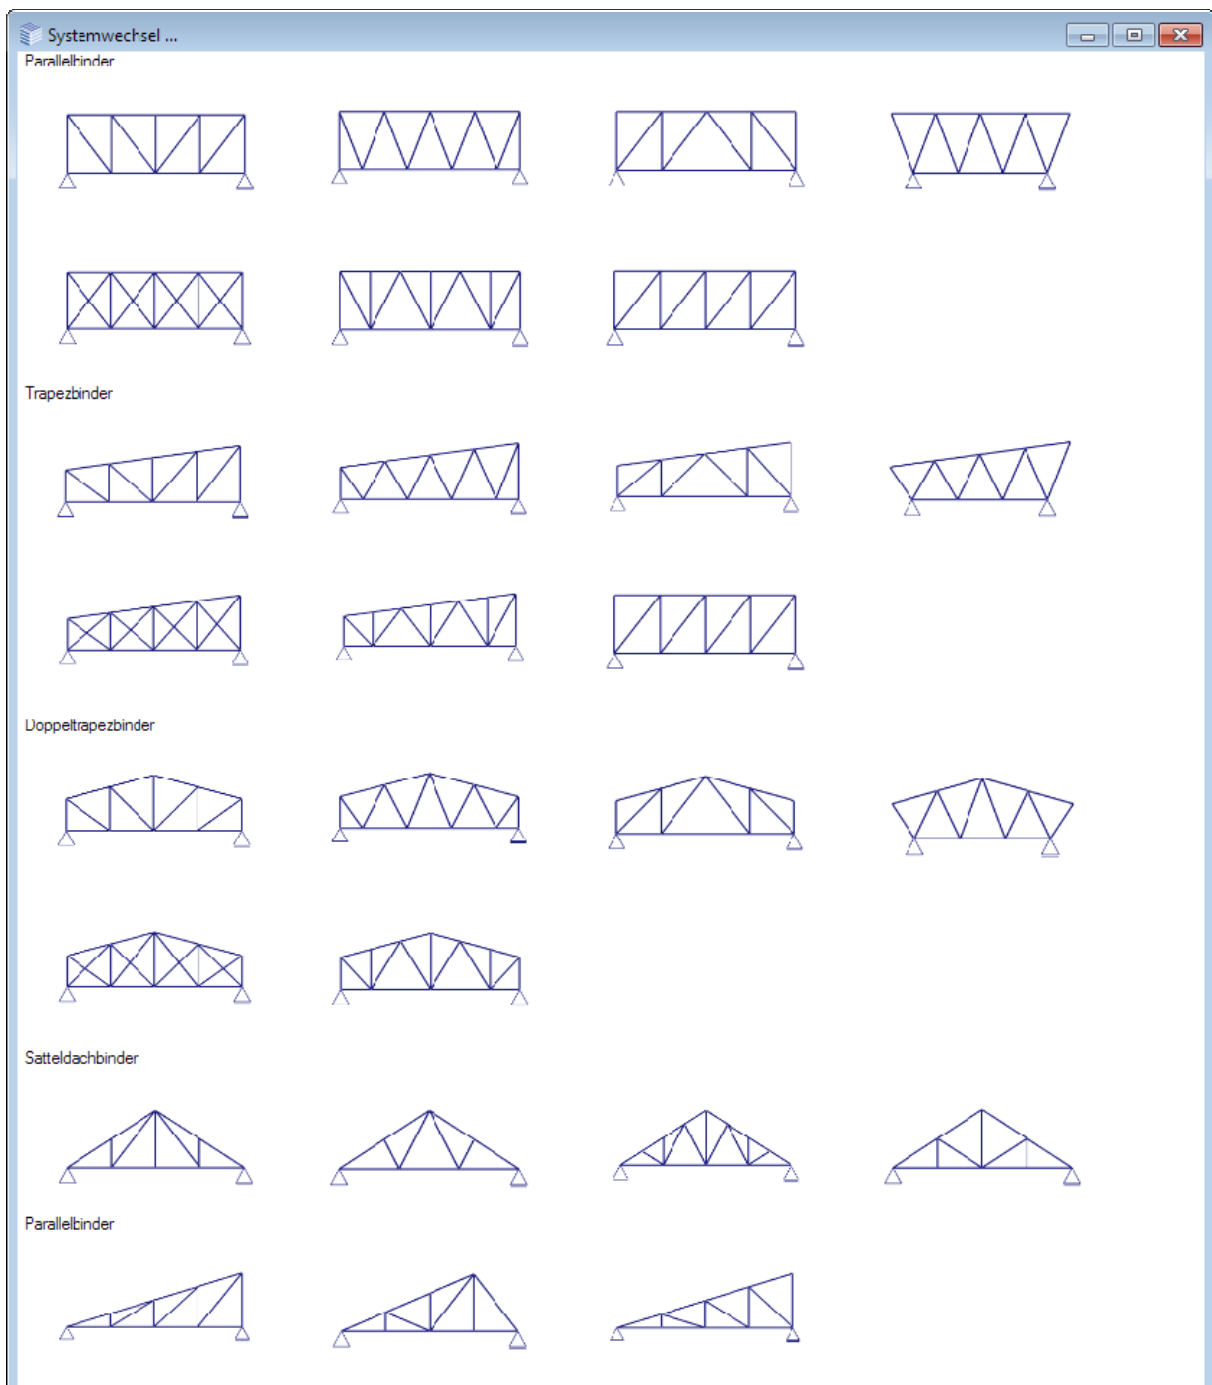 Systemwechsel ...
Parallelbinder
Trapezbinder
Doppeltrapezbinder
Satteldachbinder
Parallelbinder